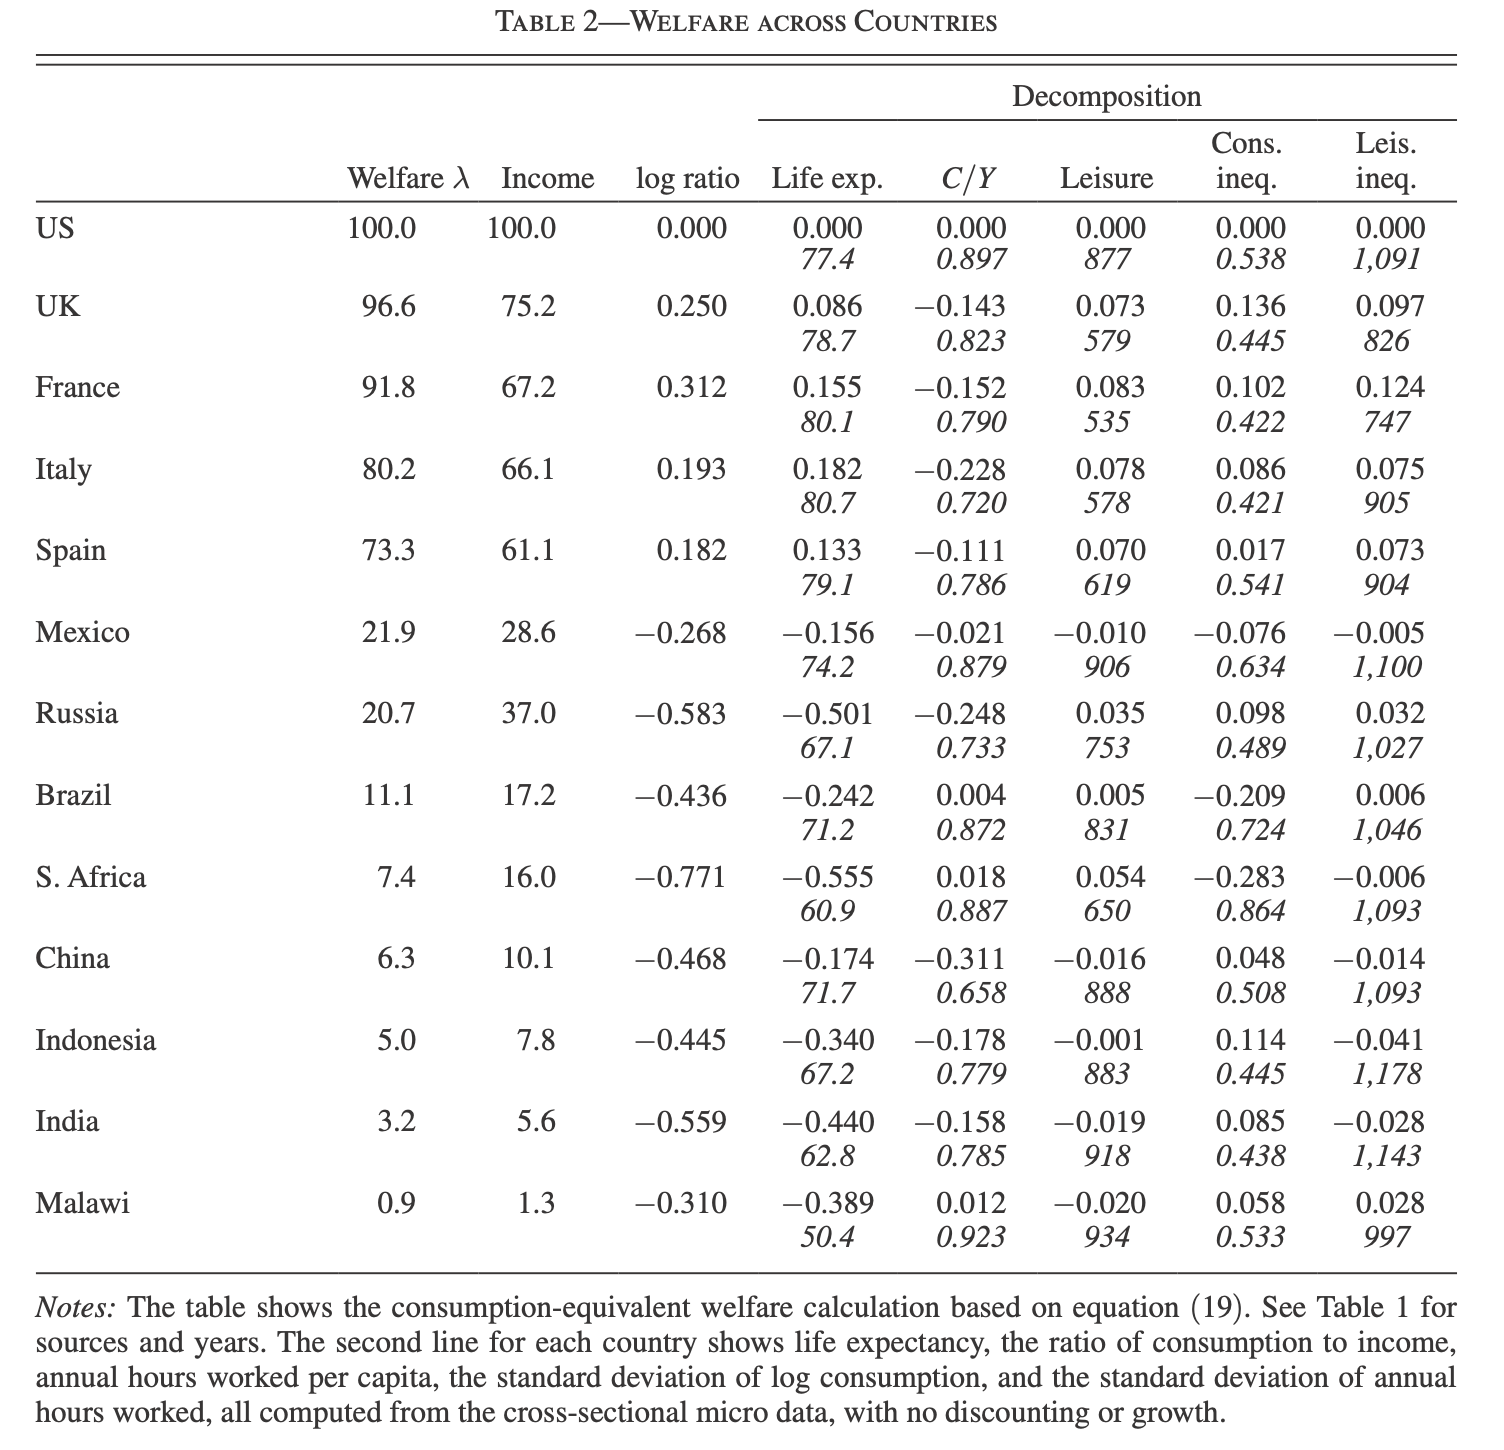 TABLE 2—WELFARE ACROSS COUNTRIES
Decomposition
Cons. Leis.
Welfare λ Income log ratio Life exp. C/Y Leisure ineq. ineq.
US 100.0 100.0 0.000 0.000 0.000 0.000 0.000 0.000
77.4 0.897 877 0.538 1,091
UK 96.6 75.2 0.250 0.086 −0.143 0.073 0.136 0.097
78.7 0.823 579 0.445 826
France 91.8 67.2 0.312 0.155 −0.152 0.083 0.102 0.124
80.1 0.790 535 0.422 747
Italy 80.2 66.1 0.193 0.182 −0.228 0.078 0.086 0.075
80.7 0.720 578 0.421 905
Spain 73.3 61.1 0.182 0.133 −0.111 0.070 0.017 0.073
79.1 0.786 619 0.541 904
Mexico 21.9 28.6 −0.268 −0.156 −0.021 −0.010 −0.076 −0.005
74.2 0.879 906 0.634 1,100
Russia 20.7 37.0 −0.583 −0.501 −0.248 0.035 0.098 0.032
67.1 0.733 753 0.489 1,027
Brazil 11.1 17.2 −0.436 −0.242 0.004 0.005 −0.209 0.006
71.2 0.872 831 0.724 1,046
S. Africa 7.4 16.0 −0.771 −0.555 0.018 0.054 −0.283 −0.006
60.9 0.887 650 0.864 1,093
China 6.3 10.1 −0.468 −0.174 −0.311 −0.016 0.048 −0.014
71.7 0.658 888 0.508 1,093
Indonesia 5.0 7.8 −0.445 −0.340 −0.178 −0.001 0.114 −0.041
67.2 0.779 883 0.445 1,178
India 3.2 5.6 −0.559 −0.440 −0.158 −0.019 0.085 −0.028
62.8 0.785 918 0.438 1,143
Malawi 0.9 1.3 −0.310 −0.389 0.012 −0.020 0.058 0.028
50.4 0.923 934 0.533 997
Notes: The table shows the consumption-equivalent welfare calculation based on equation (19). See Table 1 for
sources and years. The second line for each country shows life expectancy, the ratio of consumption to income,
annual hours worked per capita, the standard deviation of log consumption, and the standard deviation of annual
hours worked, all computed from the cross-sectional micro data, with no discounting or growth.